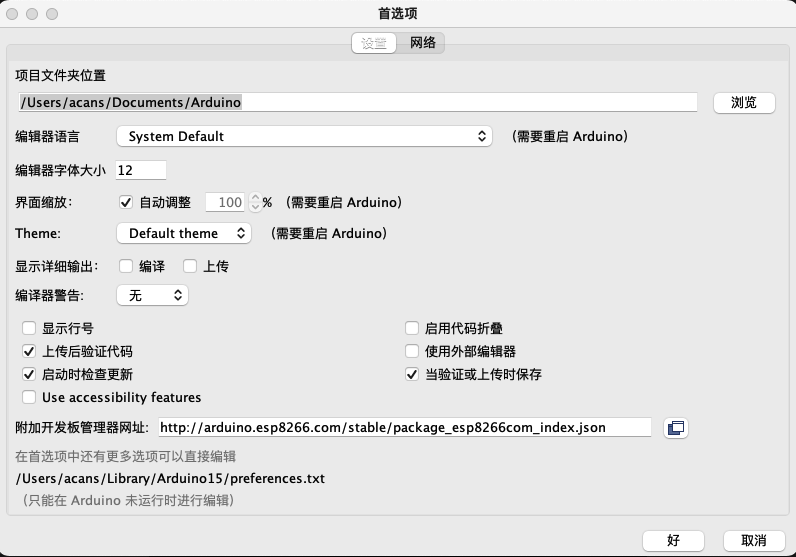 首选项
设置 网络
项目文件夹位置
/Users/acans/Documents/Arduino 浏览
编辑器语言 System Default （需要重启 Arduino）
编辑器字体大小 12
界面缩放： 自动调整 100 % （需要重启 Arduino）
Theme: Default theme （需要重启 Arduino）
显示详细输出： 编译 上传
编译器警告: 无
显示行号 启用代码折叠
上传后验证代码 使用外部编辑器
启动时检查更新 当验证或上传时保存
Use accessibility features
附加开发板管理器网址: http://arduino.esp8266.com/stable/package_esp8266com_index.json
在首选项中还有更多选项可以直接编辑
/Users/acans/Library/Arduino15/preferences.txt
（只能在 Arduino 未运行时进行编辑）
好 取消